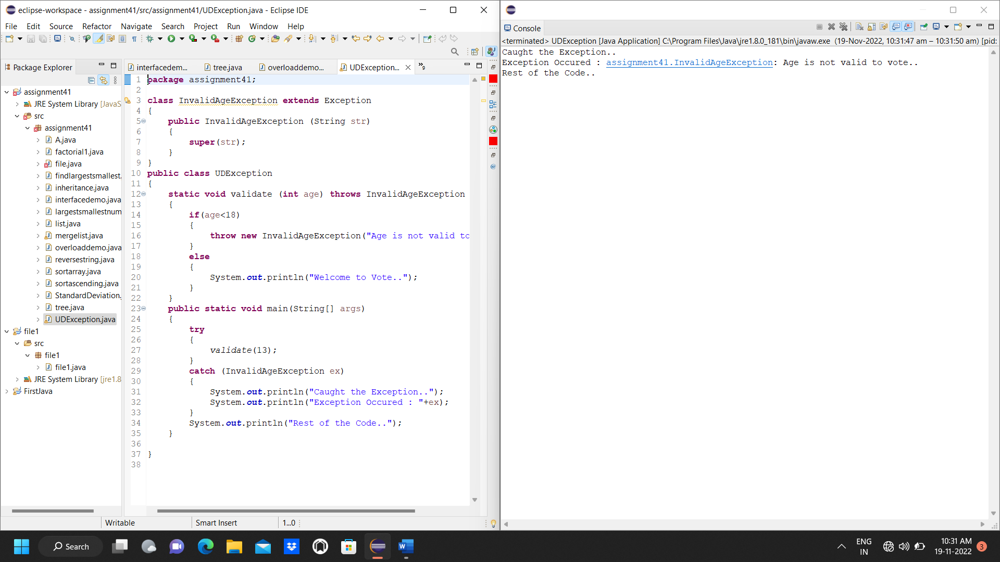 eclipse-workspace - assignment41/src/assignment41/UDException.java - Eclipse IDE
File Edit Source Refactor Navigate Search Project Run Window Help
Package Explorer
assignment41
JRE System Library [JavaS
src
assignment41
A.java
factorial1.java
file.java
findlargestsmallest.
inheritance.java
interfacedemo.java
largestsmallestnum
list.java
mergelist.java
overloaddemo.java
reversestring.java
sortarray.java
sortascending.java
StandardDeviation.
tree.java
UDException.java
file1
src
file1
file1.java
JRE System Library [jre1.8
FirstJava
interfacedem... tree.java overloaddemo... UDException... »9
1 package assignment41;
2
3 class InvalidAgeException extends Exception
4 {
5 public InvalidAgeException (String str)
6 {
7 super(str);
8 }
9 }
10 public class UDException
11 {
12 static void validate (int age) throws InvalidAgeException
13 {
14 if(age<18)
15 {
16 throw new InvalidAgeException("Age is not valid to
17 }
18 else
19 {
20 System.out.println("Welcome to Vote..");
21 }
22 }
23 public static void main(String[] args)
24 {
25 try
26 {
27 validate(13);
28 }
29 catch (InvalidAgeException ex)
30 {
31 System.out.println("Caught the Exception..");
32 System.out.println("Exception Occured : "+ex);
33 }
34 System.out.println("Rest of the Code..");
35 }
36
37 }
38
Writable Smart Insert 1...0
Console
<terminated> UDException [Java Application] C:\Program Files\Java\jre1.8.0_181\bin\javaw.exe (19-Nov-2022, 10:31:47 am – 10:31:50 am) [pid:
Caught the Exception..
Exception Occured : assignment41.InvalidAgeException: Age is not valid to vote..
Rest of the Code..
Search
ENG
IN
10:31 AM
19-11-2022
3